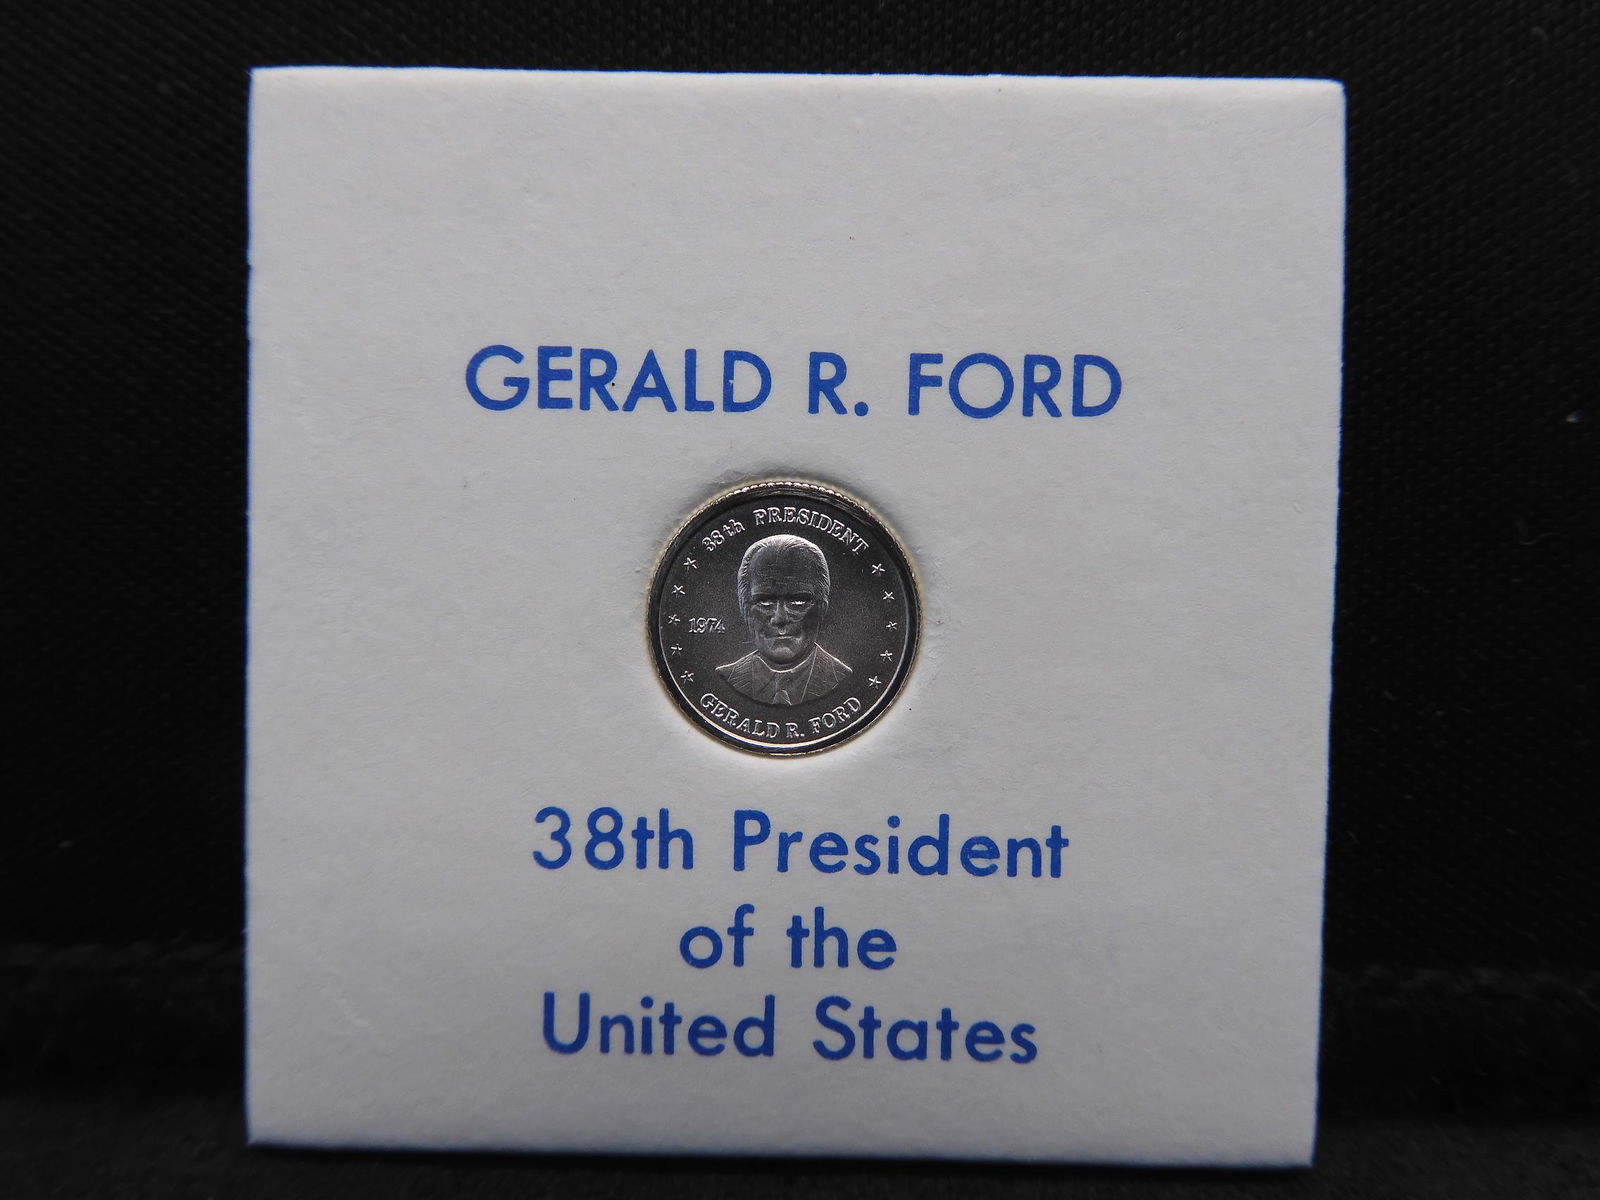 GERALD R. FORD
38th PRESIDENT
1974
GERALD R. FORD
38th President
of the
United States